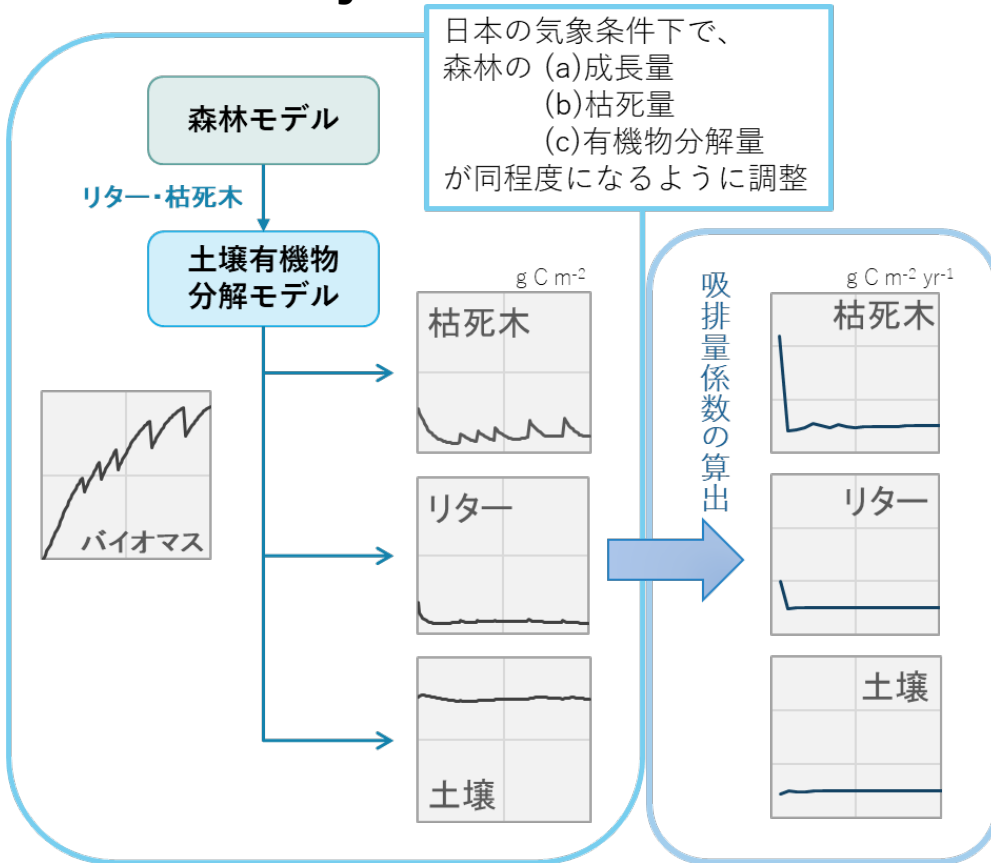 日本の気象条件下で、
森林の (a)成長量
(b)枯死量
(c)有機物分解量
が同程度になるように調整
森林モデル
リター・枯死木
土壌有機物
分解モデル
バイオマス
g C m-2
枯死木
リター
土壌
吸排量係数の算出
g C m-2 yr-1
枯死木
リター
土壌